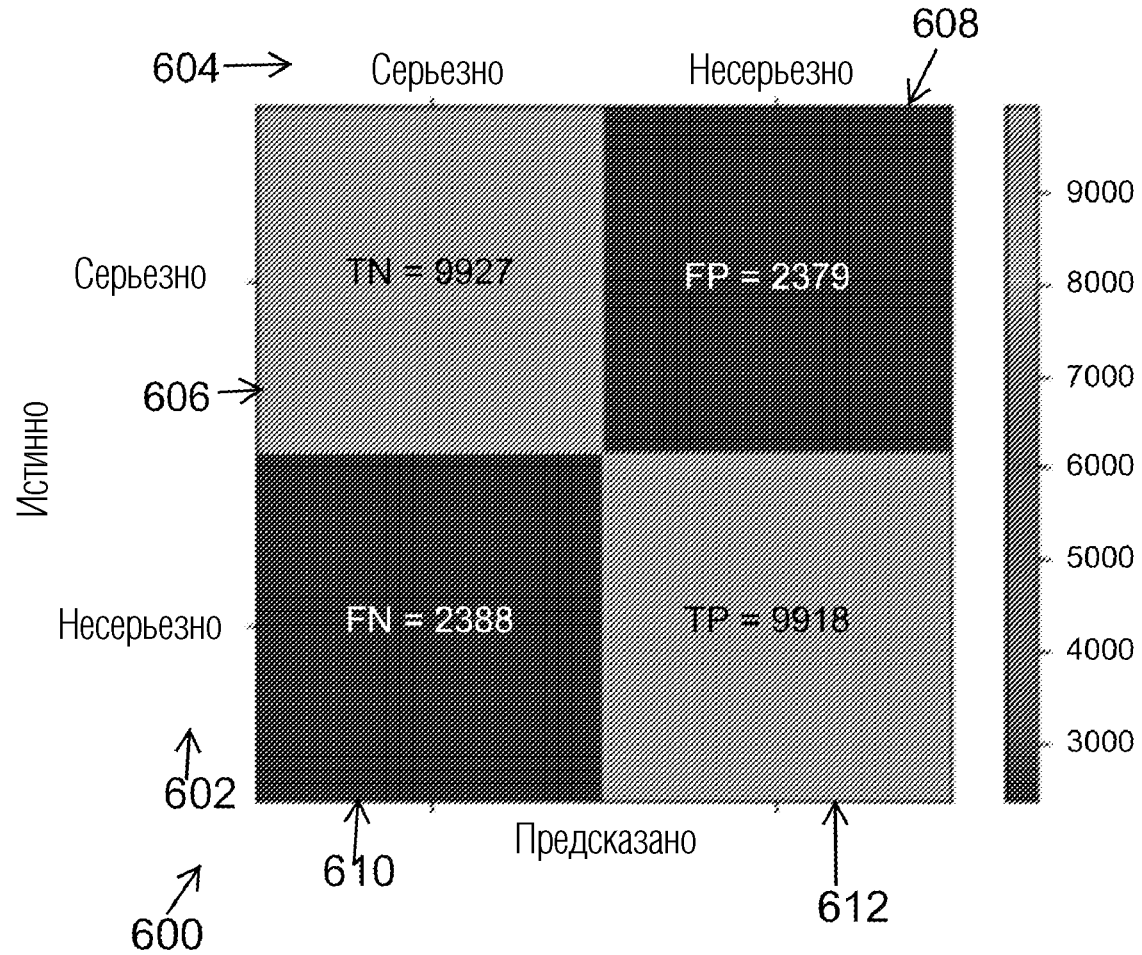 608
604
Серьезно
Несерьезно
9000
Серьезно
TN = 9927
FP = 2379
8000
7000
606
Истинно
6000
5000
Несерьезно
FN = 2388
TP = 9918
4000
3000
602
Предсказано
610
612
600